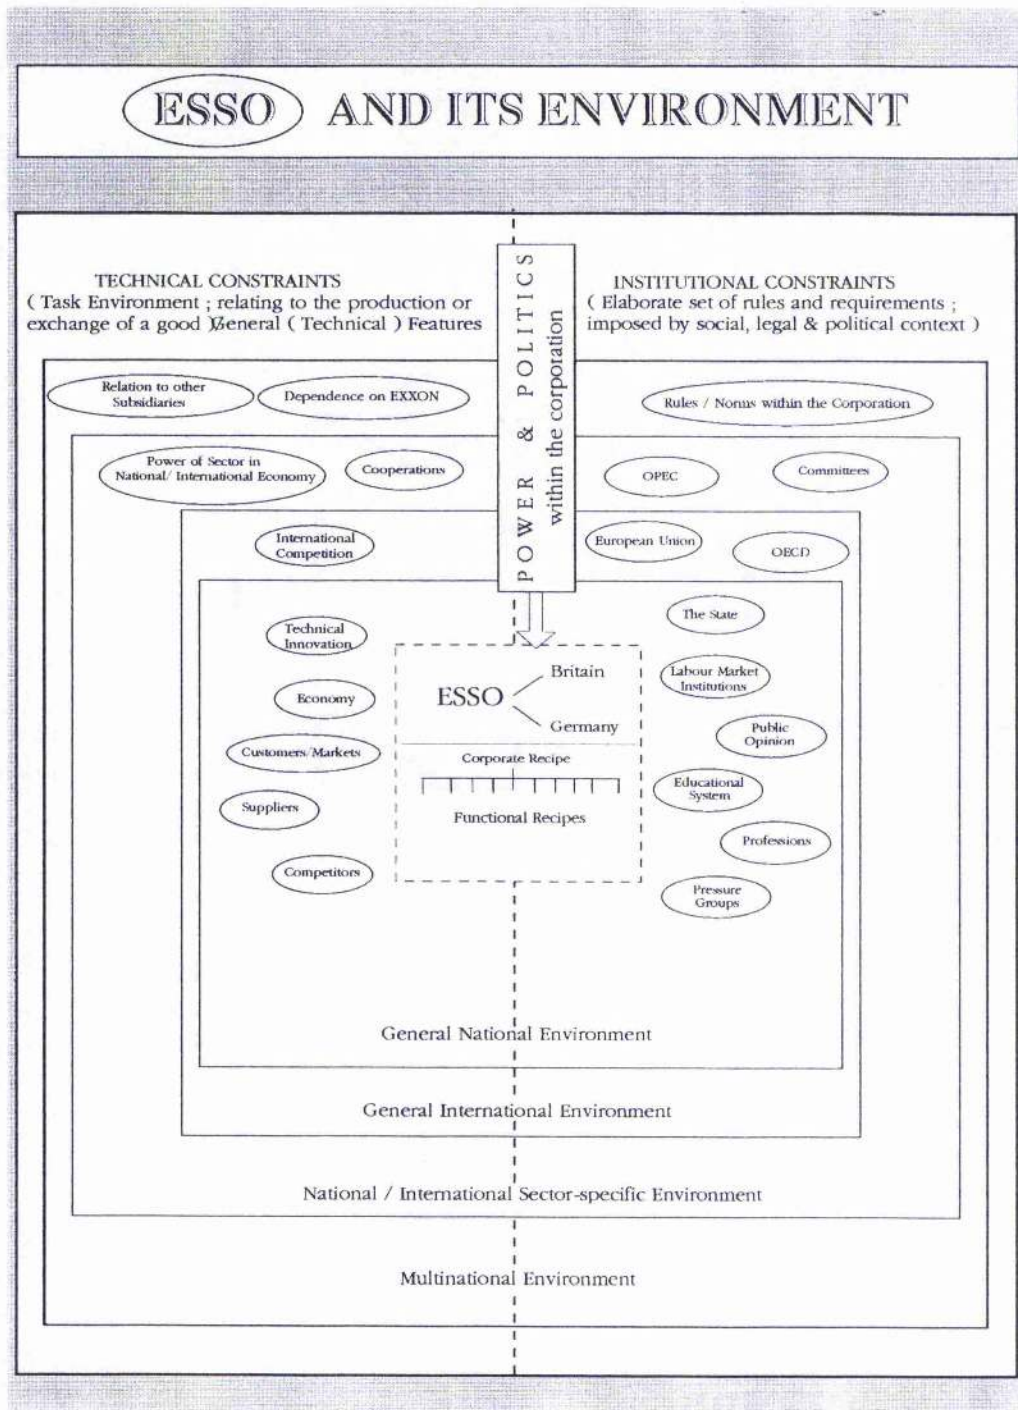 ESSO AND ITS ENVIRONMENT
TECHNICAL CONSTRAINTS
( Task Environment ; relating to the production or
exchange of a good )General ( Technical ) Features
POWER & POLITICS
within the corporation
INSTITUTIONAL CONSTRAINTS
( Elaborate set of rules and requirements ;
imposed by social, legal & political context )
Relation to other
Subsidiaries
Dependence on EXXON
Rules / Norms within the Corporation
Power of Sector in
National/ International Economy
Cooperations
OPEC
Committees
International
Competition
European Union
OECD
Technical
Innovation
Economy
Customers/Markets
Suppliers
Competitors
ESSO
Britain
Germany
Corporate Recipe
Functional Recipes
The State
Labour Market
Institutions
Public
Opinion
Educational
System
Professions
Pressure
Groups
General National Environment
General International Environment
National / International Sector-specific Environment
Multinational Environment